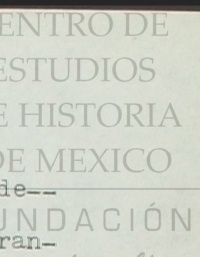 ENTRO DE
ESTUDIOS
E HISTORIA
DE MEXICO
de--
UNDACIÓN
ran-